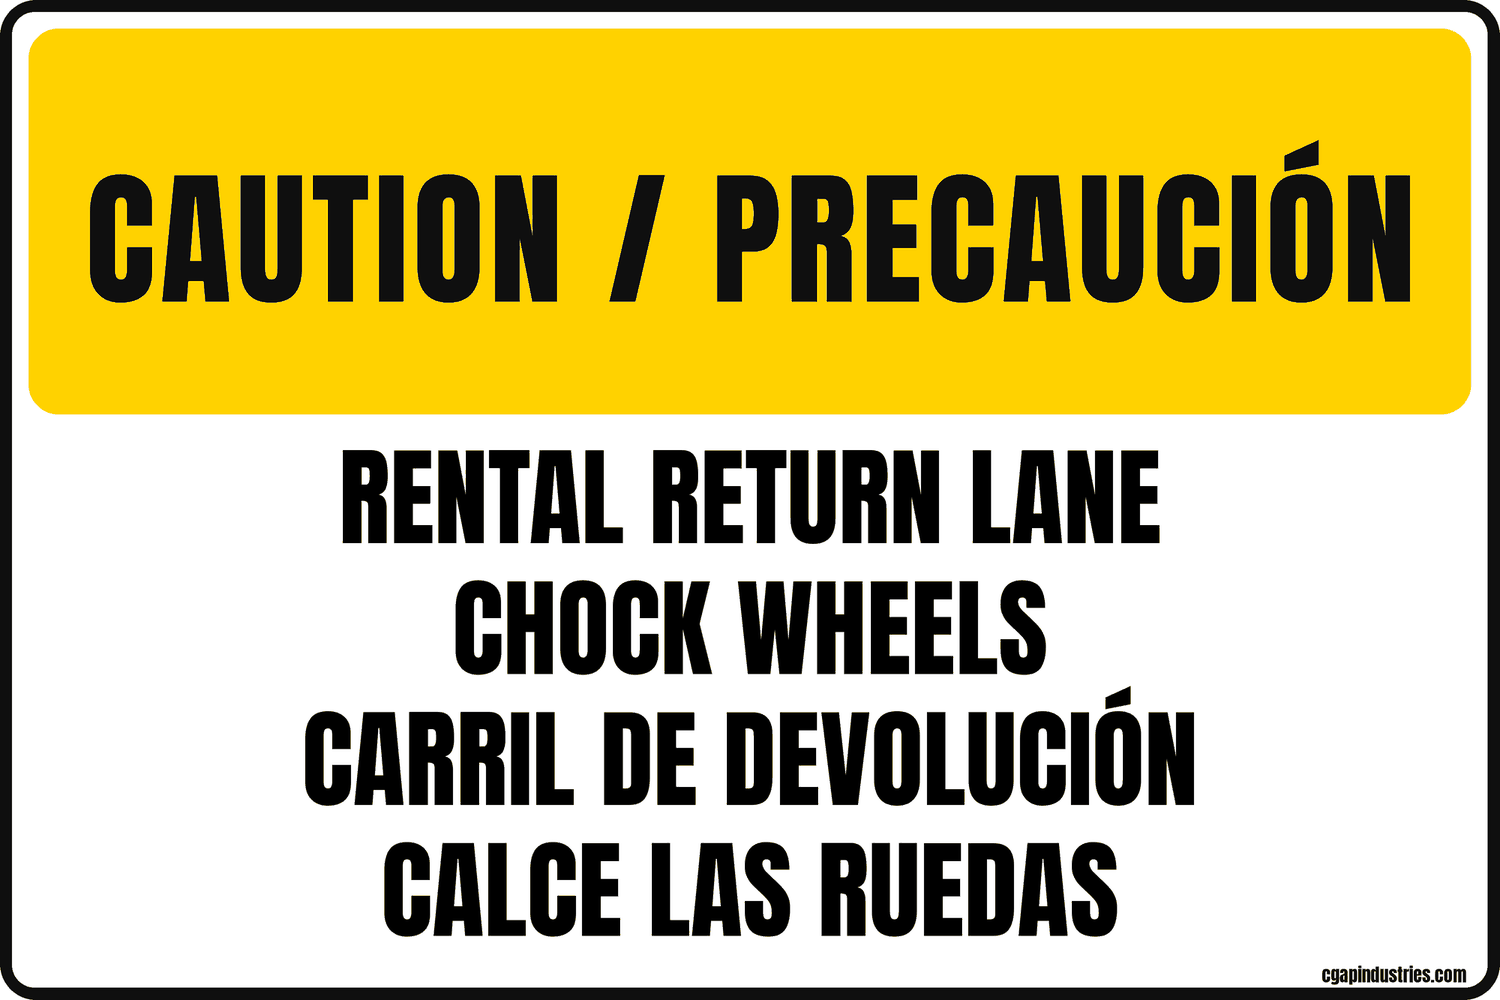 CAUTION / PRECAUCIÓN
RENTAL RETURN LANE
CHOCK WHEELS
CARRIL DE DEVOLUCIÓN
CALCE LAS RUEDAS
cgapindustries.com